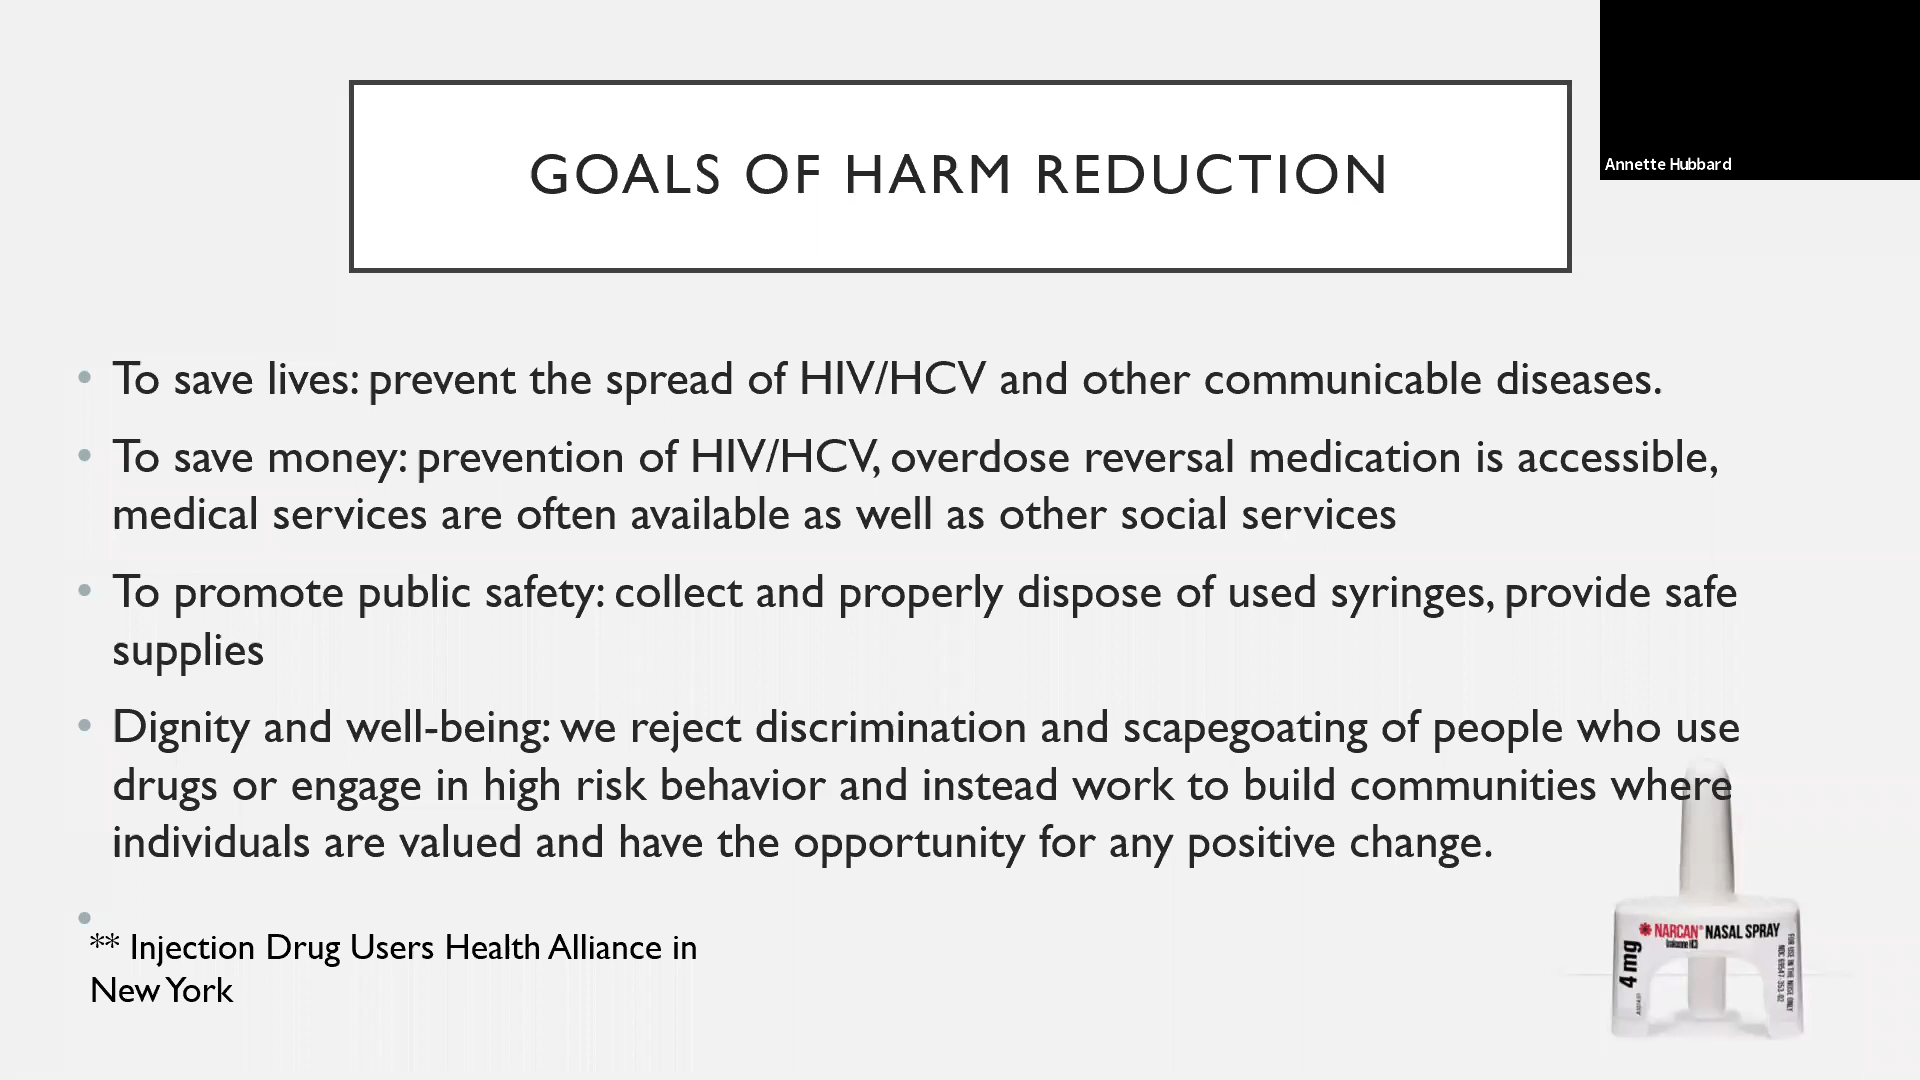 GOALS OF HARM REDUCTION
Annette Hubbard
• To save lives: prevent the spread of HIV/HCV and other communicable diseases.
• To save money: prevention of HIV/HCV, overdose reversal medication is accessible,
medical services are often available as well as other social services
• To promote public safety: collect and properly dispose of used syringes, provide safe
supplies
• Dignity and well-being: we reject discrimination and scapegoating of people who use
drugs or engage in high risk behavior and instead work to build communities where
individuals are valued and have the opportunity for any positive change.
•
** Injection Drug Users Health Alliance in
New York
NARCAN® NASAL SPRAY
4 mg